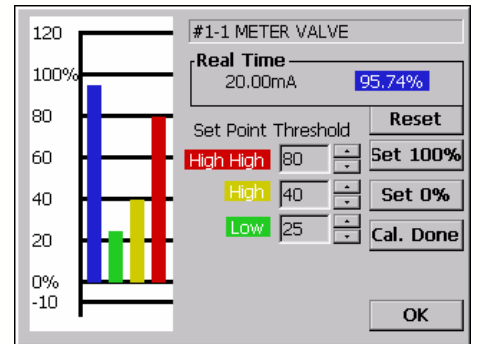 120
100%
80
60
40
20
0%
-10
#1-1 METER VALVE
Real Time
20.00mA 95.74%
Set Point Threshold
High High 80
High 40
Low 25
Reset
Set 100%
Set 0%
Cal. Done
OK